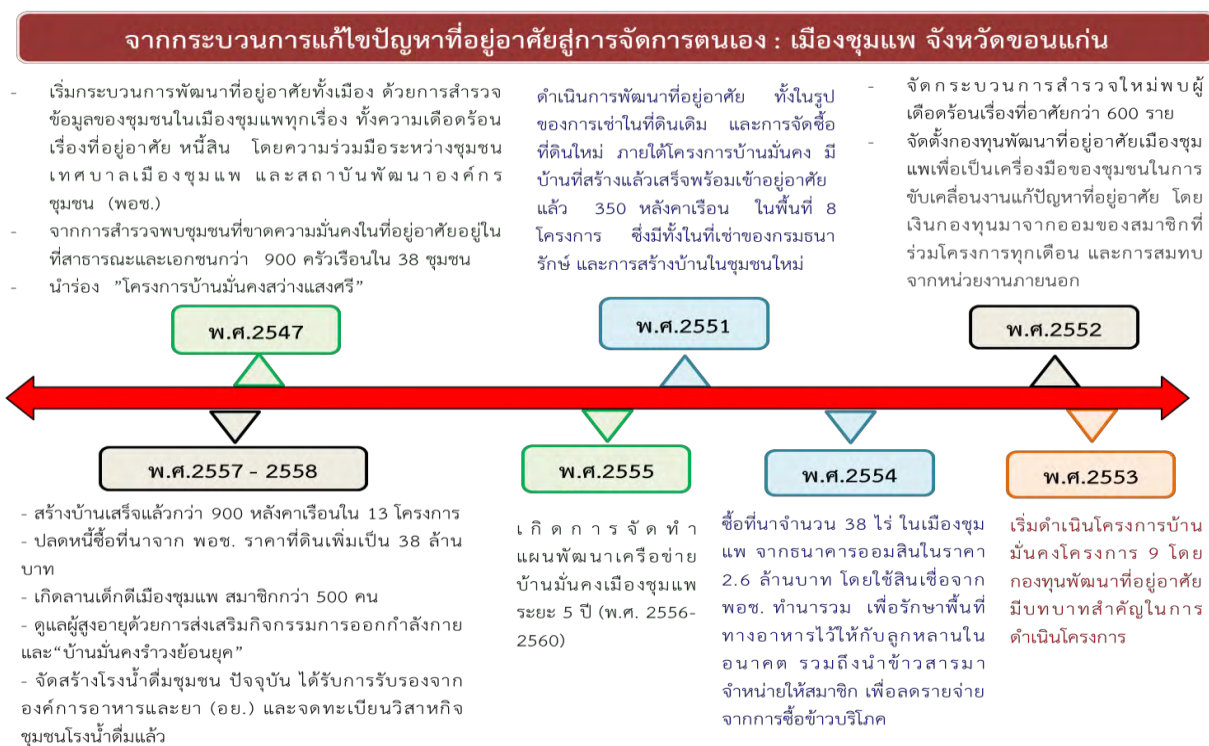 จากกระบวนการแก้ไขปัญหาที่อยู่อาศัยสู่การจัดการตนเอง : เมืองชุมแพ จังหวัดขอนแก่น
- เริ่มกระบวนการพัฒนาที่อยู่อาศัยทั้งเมือง ด้วยการสำรวจ
ข้อมูลของชุมชนในเมืองชุมแพทุกเรื่อง ทั้งความเดือดร้อน
เรื่องที่อยู่อาศัย หนี้สิน โดยความร่วมมือระหว่างชุมชน
เทศบาลเมืองชุมแพ และสถาบันพัฒนาองค์กร
ชุมชน (พอช.)
- จากการสำรวจพบชุมชนที่ขาดความมั่นคงในที่อยู่อาศัยอยู่ใน
ที่สาธารณะและเอกชนกว่า 900 ครัวเรือนใน 38 ชุมชน
- นำร่อง "โครงการบ้านมั่นคงสว่างแสงศรี"
พ.ศ.2547
ดำเนินการพัฒนาที่อยู่อาศัย ทั้งในรูป
ของการเช่าในที่ดินเดิม และการจัดซื้อ
ที่ดินใหม่ ภายใต้โครงการบ้านมั่นคง มี
บ้านที่สร้างแล้วเสร็จพร้อมเข้าอยู่อาศัย
แล้ว 350 หลังคาเรือน ในพื้นที่ 8
โครงการ ซึ่งมีทั้งในที่เช่าของกรมธนา
รักษ์ และการสร้างบ้านในชุมชนใหม่
พ.ศ.2551
- จัดกระบวนการสำรวจใหม่พบผู้
เดือดร้อนเรื่องที่อาศัยกว่า 600 ราย
- จัดตั้งกองทุนพัฒนาที่อยู่อาศัยเมืองชุม
แพเพื่อเป็นเครื่องมือของชุมชนในการ
ขับเคลื่อนงานแก้ปัญหาที่อยู่อาศัย โดย
เงินกองทุนมาจากออมของสมาชิกที่
ร่วมโครงการทุกเดือน และการสมทบ
จากหน่วยงานภายนอก
พ.ศ.2552
พ.ศ.2557 - 2558
- สร้างบ้านเสร็จแล้วกว่า 900 หลังคาเรือนใน 13 โครงการ
- ปลดหนี้ซื้อที่นาจาก พอช. ราคาที่ดินเพิ่มเป็น 38 ล้าน
บาท
- เกิดลานเด็กดีเมืองชุมแพ สมาชิกกว่า 500 คน
- ดูแลผู้สูงอายุด้วยการส่งเสริมกิจกรรมการออกกำลังกาย
และ"บ้านมั่นคงรำวงย้อนยุค"
- จัดสร้างโรงน้ำดื่มชุมชน ปัจจุบัน ได้รับการรับรองจาก
องค์การอาหารและยา (อย.) และจดทะเบียนวิสาหกิจ
ชุมชนโรงน้ำดื่มแล้ว
พ.ศ.2555
เกิดการจัดทำ
แผนพัฒนาเครือข่าย
บ้านมั่นคงเมืองชุมแพ
ระยะ 5 ปี (พ.ศ. 2556-
2560)
พ.ศ.2554
ซื้อที่นาจำนวน 38 ไร่ ในเมืองชุม
แพ จากธนาคารออมสินในราคา
2.6 ล้านบาท โดยใช้สินเชื่อจาก
พอช. ทำนารวม เพื่อรักษาพื้นที่
ทางอาหารไว้ให้กับลูกหลานใน
อนาคต รวมถึงนำข้าวสารมา
จำหน่ายให้สมาชิก เพื่อลดรายจ่าย
จากการซื้อข้าวบริโภค
พ.ศ.2553
เริ่มดำเนินโครงการบ้าน
มั่นคงโครงการ 9 โดย
กองทุนพัฒนาที่อยู่อาศัย
มีบทบาทสำคัญในการ
ดำเนินโครงการ